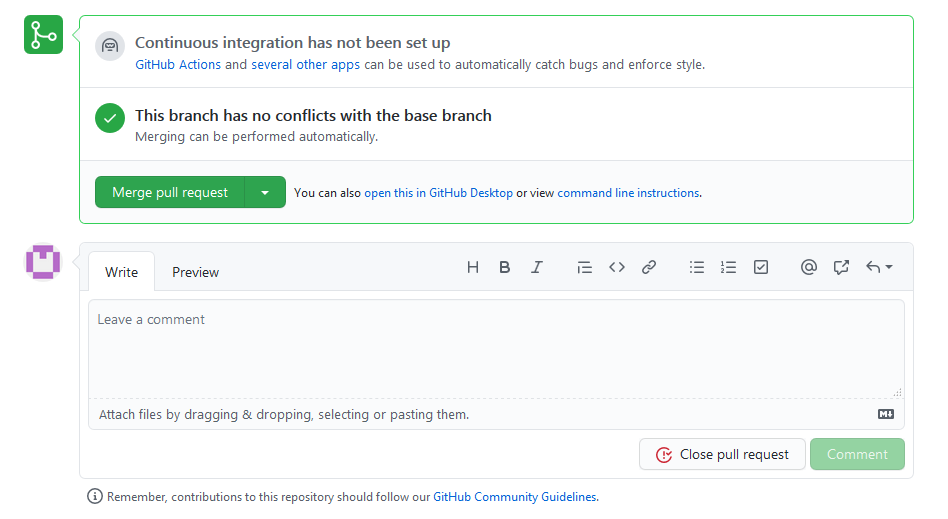 Continuous integration has not been set up
GitHub Actions and several other apps can be used to automatically catch bugs and enforce style.
This branch has no conflicts with the base branch
Merging can be performed automatically.
Merge pull request You can also open this in GitHub Desktop or view command line instructions.
Write Preview
Leave a comment
Attach files by dragging & dropping, selecting or pasting them.
Close pull request Comment
Remember, contributions to this repository should follow our GitHub Community Guidelines.